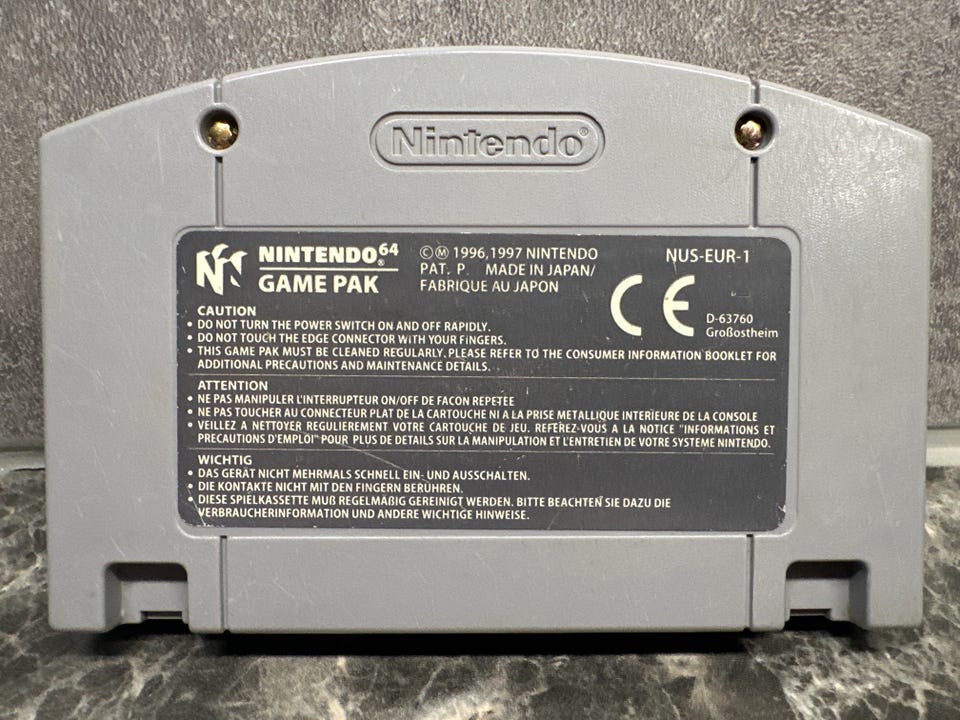 Nintendo®
NINTENDO64®
GAME PAK
©Ⓜ 1996,1997 NINTENDO
PAT. P. MADE IN JAPAN/
FABRIQUE AU JAPON
NUS-EUR-1
CE
D-63760
Großostheim
CAUTION
• DO NOT TURN THE POWER SWITCH ON AND OFF RAPIDLY.
• DO NOT TOUCH THE EDGE CONNECTOR WITH YOUR FINGERS.
• THIS GAME PAK MUST BE CLEANED REGULARLY. PLEASE REFER TO THE CONSUMER INFORMATION BOOKLET FOR
ADDITIONAL PRECAUTIONS AND MAINTENANCE DETAILS.
ATTENTION
• NE PAS MANIPULER L'INTERRUPTEUR ON/OFF DE FACON REPETEE
• NE PAS TOUCHER AU CONNECTEUR PLAT DE LA CARTOUCHE NI A LA PRISE METALLIQUE INTERIEURE DE LA CONSOLE
• VEILLEZ A NETTOYER REGULIEREMENT VOTRE CARTOUCHE DE JEU. REFEREZ-VOUS A LA NOTICE "INFORMATIONS ET
PRECAUTIONS D'EMPLOI" POUR PLUS DE DETAILS SUR LA MANIPULATION ET L'ENTRETIEN DE VOTRE SYSTEME NINTENDO.
WICHTIG
• DAS GERÄT NICHT MEHRMALS SCHNELL EIN- UND AUSSCHALTEN.
• DIE KONTAKTE NICHT MIT DEN FINGERN BERÜHREN.
• DIESE SPIELKASSETTE MUß REGELMÄßIG GEREINIGT WERDEN. BITTE BEACHTEN SIE DAZU DIE
VERBRAUCHERINFORMATION UND ANDERE WICHTIGE HINWEISE.